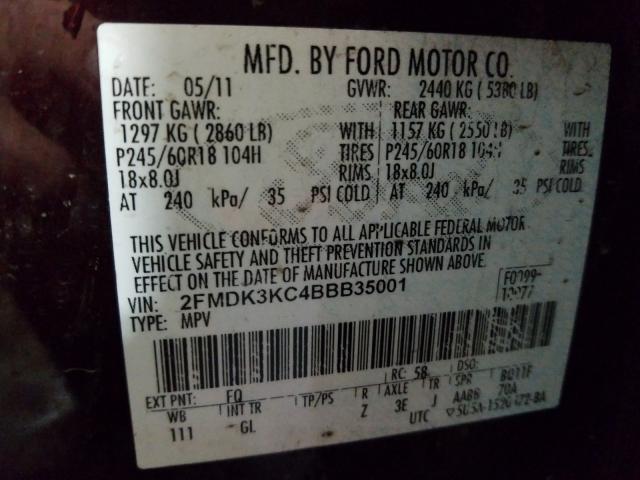 MFD. BY FORD MOTOR CO.
DATE: 05/11 GVWR: 2440 KG ( 5380 LB)
FRONT GAWR: REAR GAWR:
1297 KG ( 2860 LB) WITH 1157 KG ( 2550 LB) WITH
P245/60R18 104H TIRES P245/60R18 104H TIRES
18x8.0J RIMS 18x8.0J RIMS
AT 240 kPa/ 35 PSI COLD AT 240 kPa/ 35 PSI COLD
THIS VEHICLE CONFORMS TO ALL APPLICABLE FEDERAL MOTOR
VEHICLE SAFETY AND THEFT PREVENTION STANDARDS IN
EFFECT ON THE DATE OF MANUFACTURE SHOWN ABOVE.
VIN: 2FMDK3KC4BBB35001
TYPE: MPV
EXT PNT: FQ RC: 58 DSO:
WB INT TR TP/PS R AXLE TR SPR
111 GL Z 3E J AABB 70A
UTC